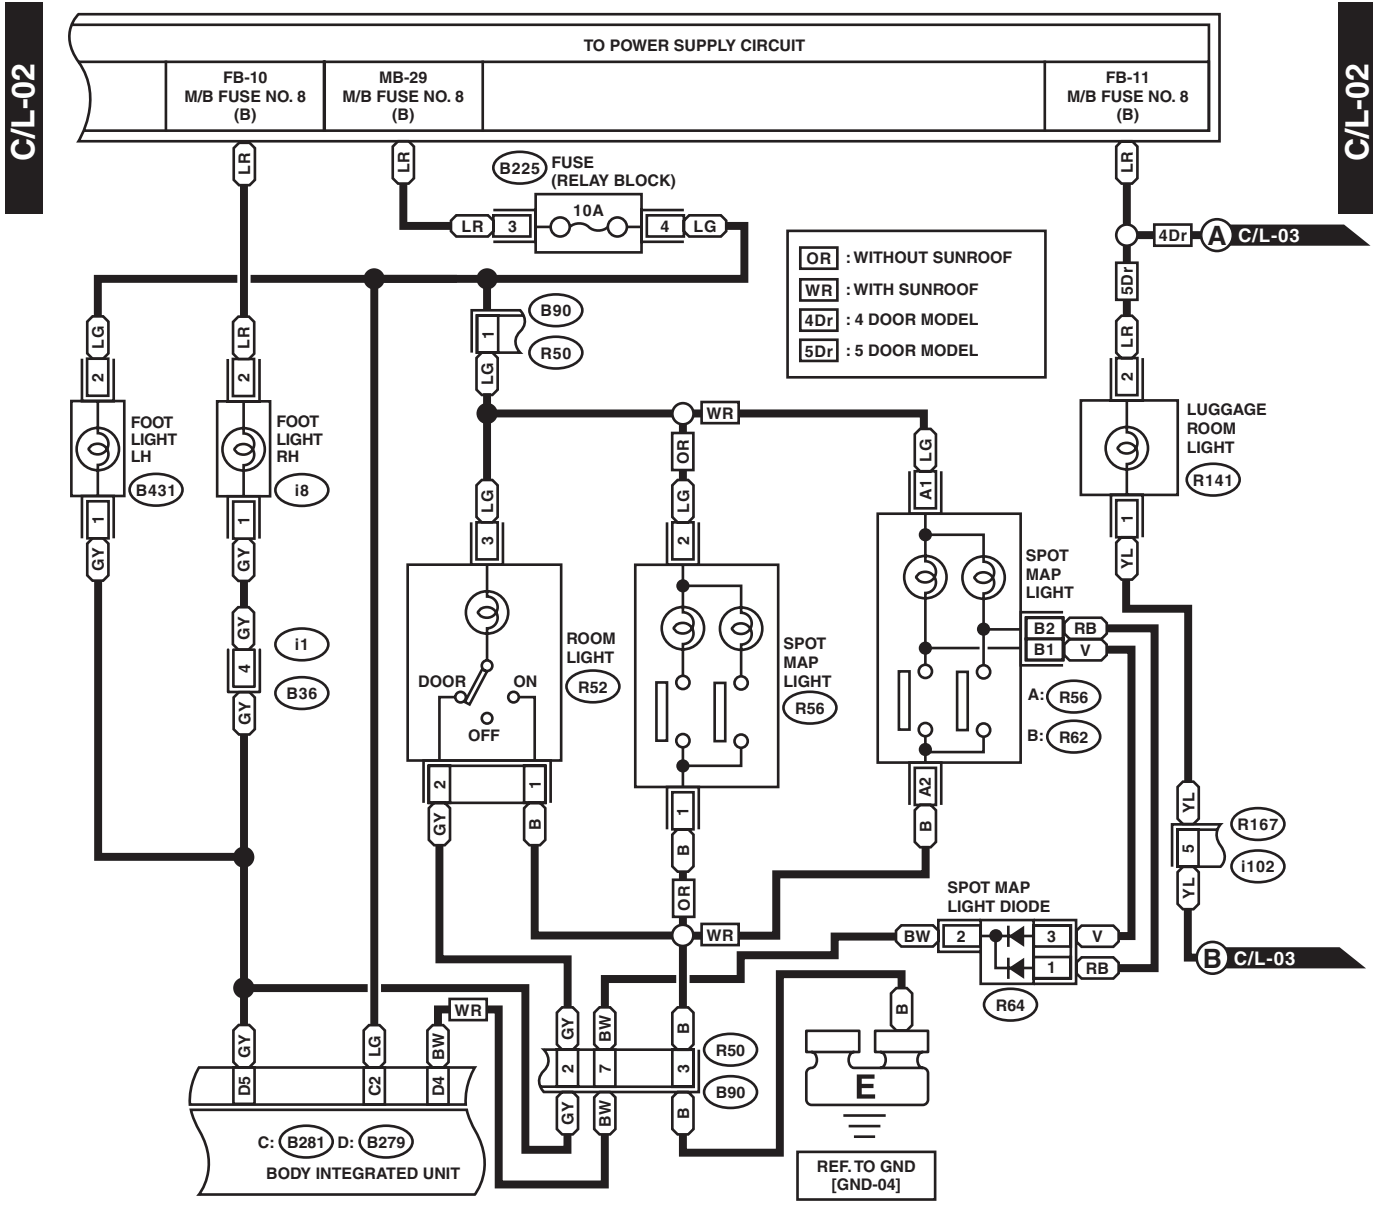 C/L-02
C/L-02
TO POWER SUPPLY CIRCUIT
FB-10
M/B FUSE NO. 8
(B)
MB-29
M/B FUSE NO. 8
(B)
FB-11
M/B FUSE NO. 8
(B)
LR
LR
LR
B225
FUSE
(RELAY BLOCK)
10A
LR
3
4
LG
4Dr
A
C/L-03
5Dr
OR : WITHOUT SUNROOF
WR : WITH SUNROOF
4Dr : 4 DOOR MODEL
5Dr : 5 DOOR MODEL
B90
1
R50
LG
LR
LG
LR
2
2
2
FOOT
LIGHT
LH
B431
FOOT
LIGHT
RH
i8
LUGGAGE
ROOM
LIGHT
R141
WR
OR
LG
A1
LG
LG
3
2
1
1
1
GY
GY
YL
GY
i1
4
B36
GY
ROOM
LIGHT
R52
DOOR
ON
OFF
SPOT
MAP
LIGHT
R56
SPOT
MAP
LIGHT
B2
RB
B1
V
A: R56
B: R62
2
1
GY
B
1
B
OR
A2
B
WR
YL
R167
5
i102
YL
B
C/L-03
SPOT MAP
LIGHT DIODE
BW
2
3
V
1
RB
R64
WR
GY
LG
BW
D5
C2
D4
GY
BW
B
2
7
3
R50
B90
GY
BW
B
B
E
C: B281 D: B279
BODY INTEGRATED UNIT
REF. TO GND
[GND-04]